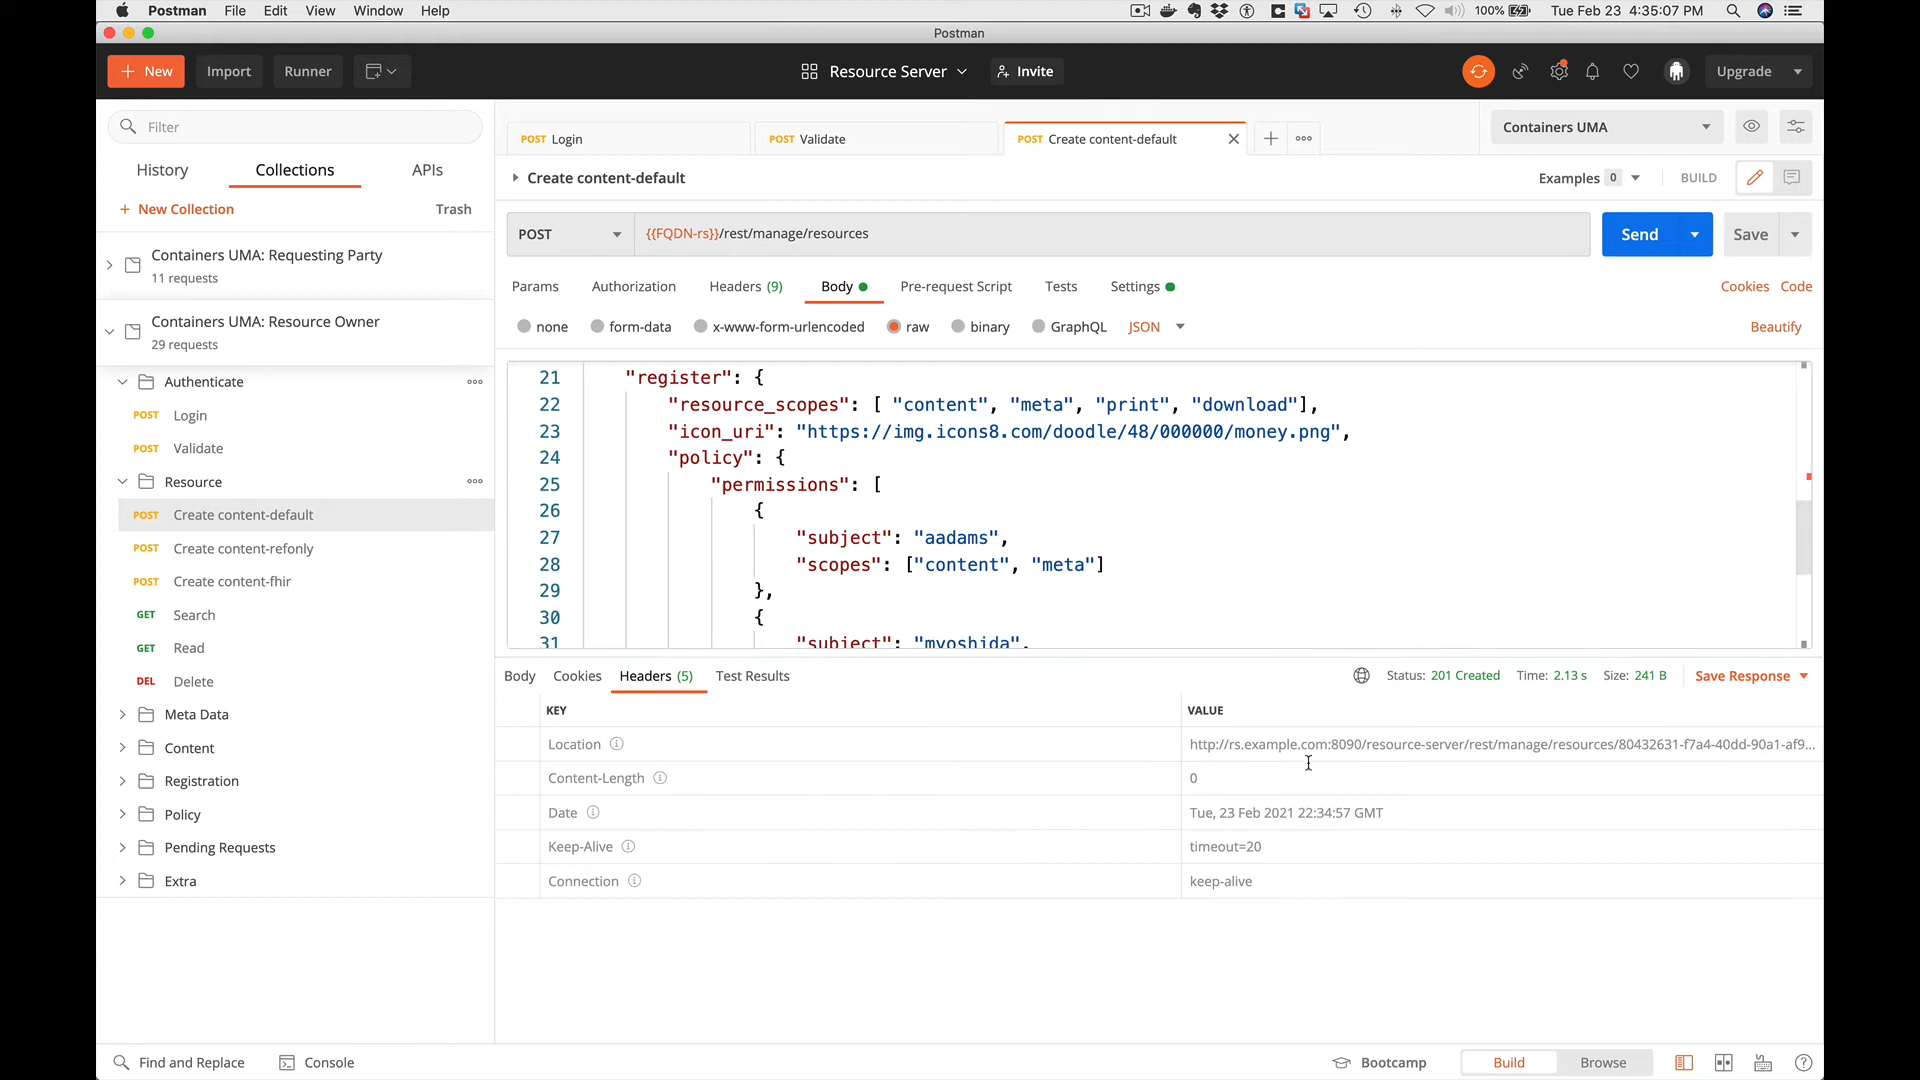 Postman File Edit View Window Help 100% Tue Feb 23 4:35:07 PM
Postman
+ New Import Runner Resource Server Invite Upgrade
Filter
History Collections APIs
+ New Collection Trash
Containers UMA: Requesting Party
11 requests
Containers UMA: Resource Owner
29 requests
Authenticate
POST Login
POST Validate
Resource
POST Create content-default
POST Create content-refonly
POST Create content-fhir
GET Search
GET Read
DEL Delete
Meta Data
Content
Registration
Policy
Pending Requests
Extra
POST Login POST Validate POST Create content-default
Containers UMA
Create content-default Examples 0 BUILD
POST {{FQDN-rs}}/rest/manage/resources Send Save
Params Authorization Headers (9) Body Pre-request Script Tests Settings Cookies Code
none form-data x-www-form-urlencoded raw binary GraphQL JSON Beautify
21 "register": {
22 "resource_scopes": [ "content", "meta", "print", "download"],
23 "icon_uri": "https://img.icons8.com/doodle/48/000000/money.png",
24 "policy": {
25 "permissions": [
26 {
27 "subject": "aadams",
28 "scopes": ["content", "meta"]
29 },
30 {
31 "subject": "myoshida",
Body Cookies Headers (5) Test Results Status: 201 Created Time: 2.13 s Size: 241 B Save Response
KEY VALUE
Location http://rs.example.com:8090/resource-server/rest/manage/resources/80432631-f7a4-40dd-90a1-af9...
Content-Length 0
Date Tue, 23 Feb 2021 22:34:57 GMT
Keep-Alive timeout=20
Connection keep-alive
Find and Replace Console Bootcamp Build Browse